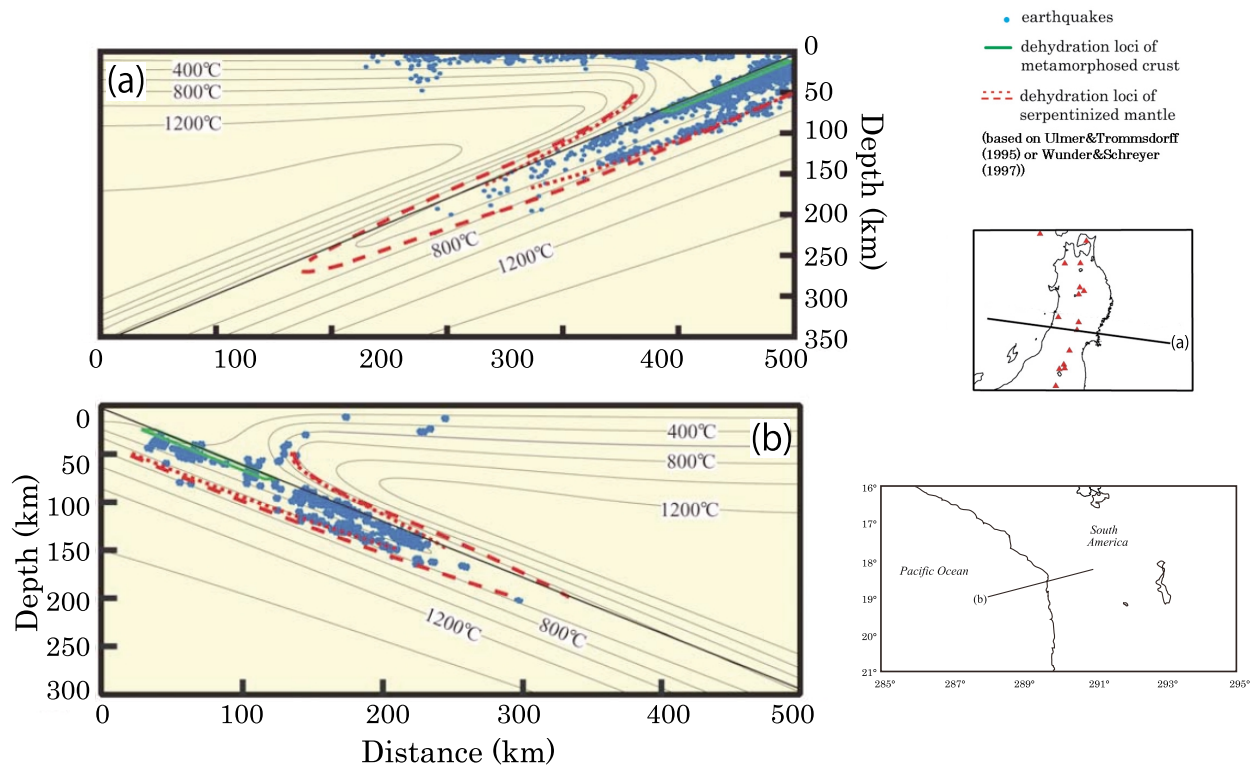 (a)
400℃
800℃
1200℃
800℃
1200℃
0
50
100
150
200
250
300
350
Depth (km)
0
100
200
300
400
500
earthquakes
dehydration loci of
metamorphosed crust
dehydration loci of
serpentinized mantle
(based on Ulmer&Trommsdorff
(1995) or Wunder&Schreyer
(1997))
(a)
(b)
400℃
800℃
1200℃
1200℃
800℃
0
50
100
150
200
250
300
Depth (km)
0
100
200
300
400
500
Distance (km)
16°
17°
18°
19°
20°
21°
South
America
Pacific Ocean
(b)
285°
287°
289°
291°
293°
295°